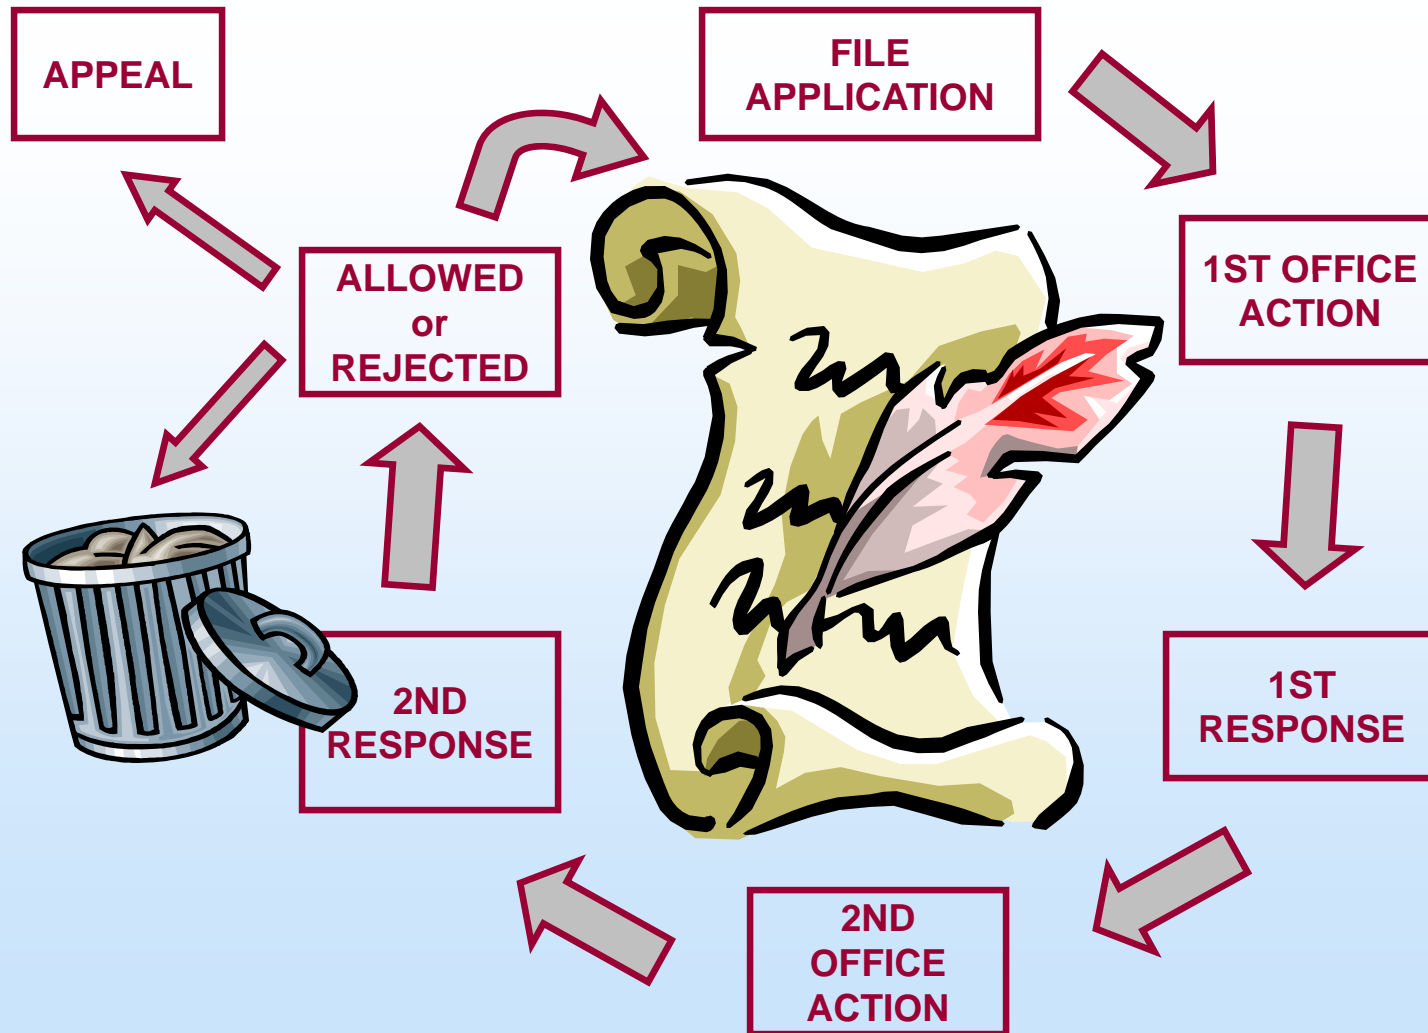 APPEAL
FILE
APPLICATION
1ST OFFICE
ACTION
ALLOWED
or
REJECTED
1ST
RESPONSE
2ND
RESPONSE
2ND
OFFICE
ACTION